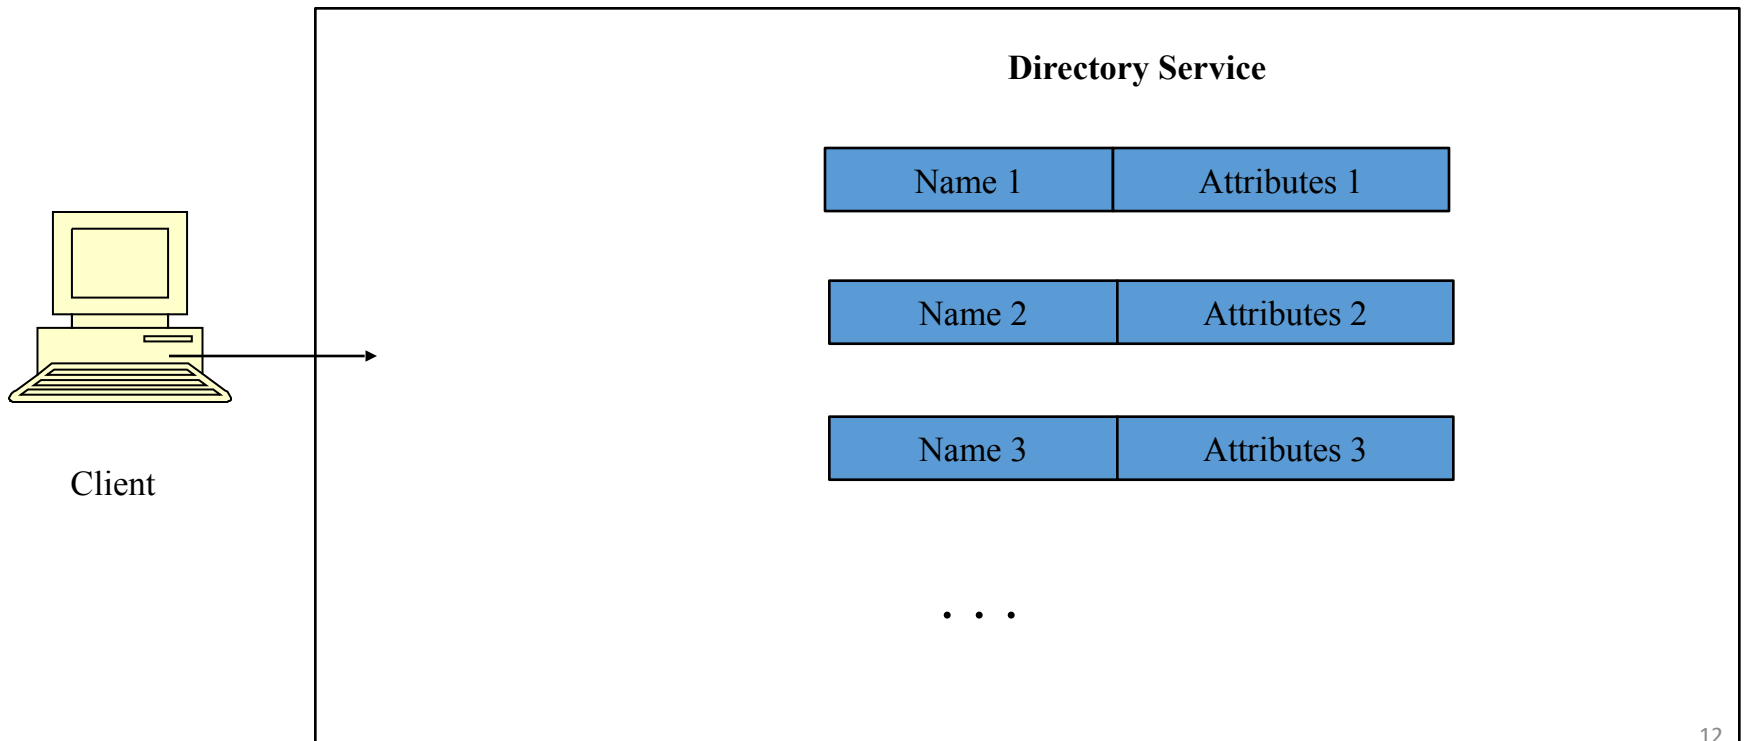 Directory Service
Name 1 Attributes 1
Name 2 Attributes 2
Name 3 Attributes 3
Client
. . .
12